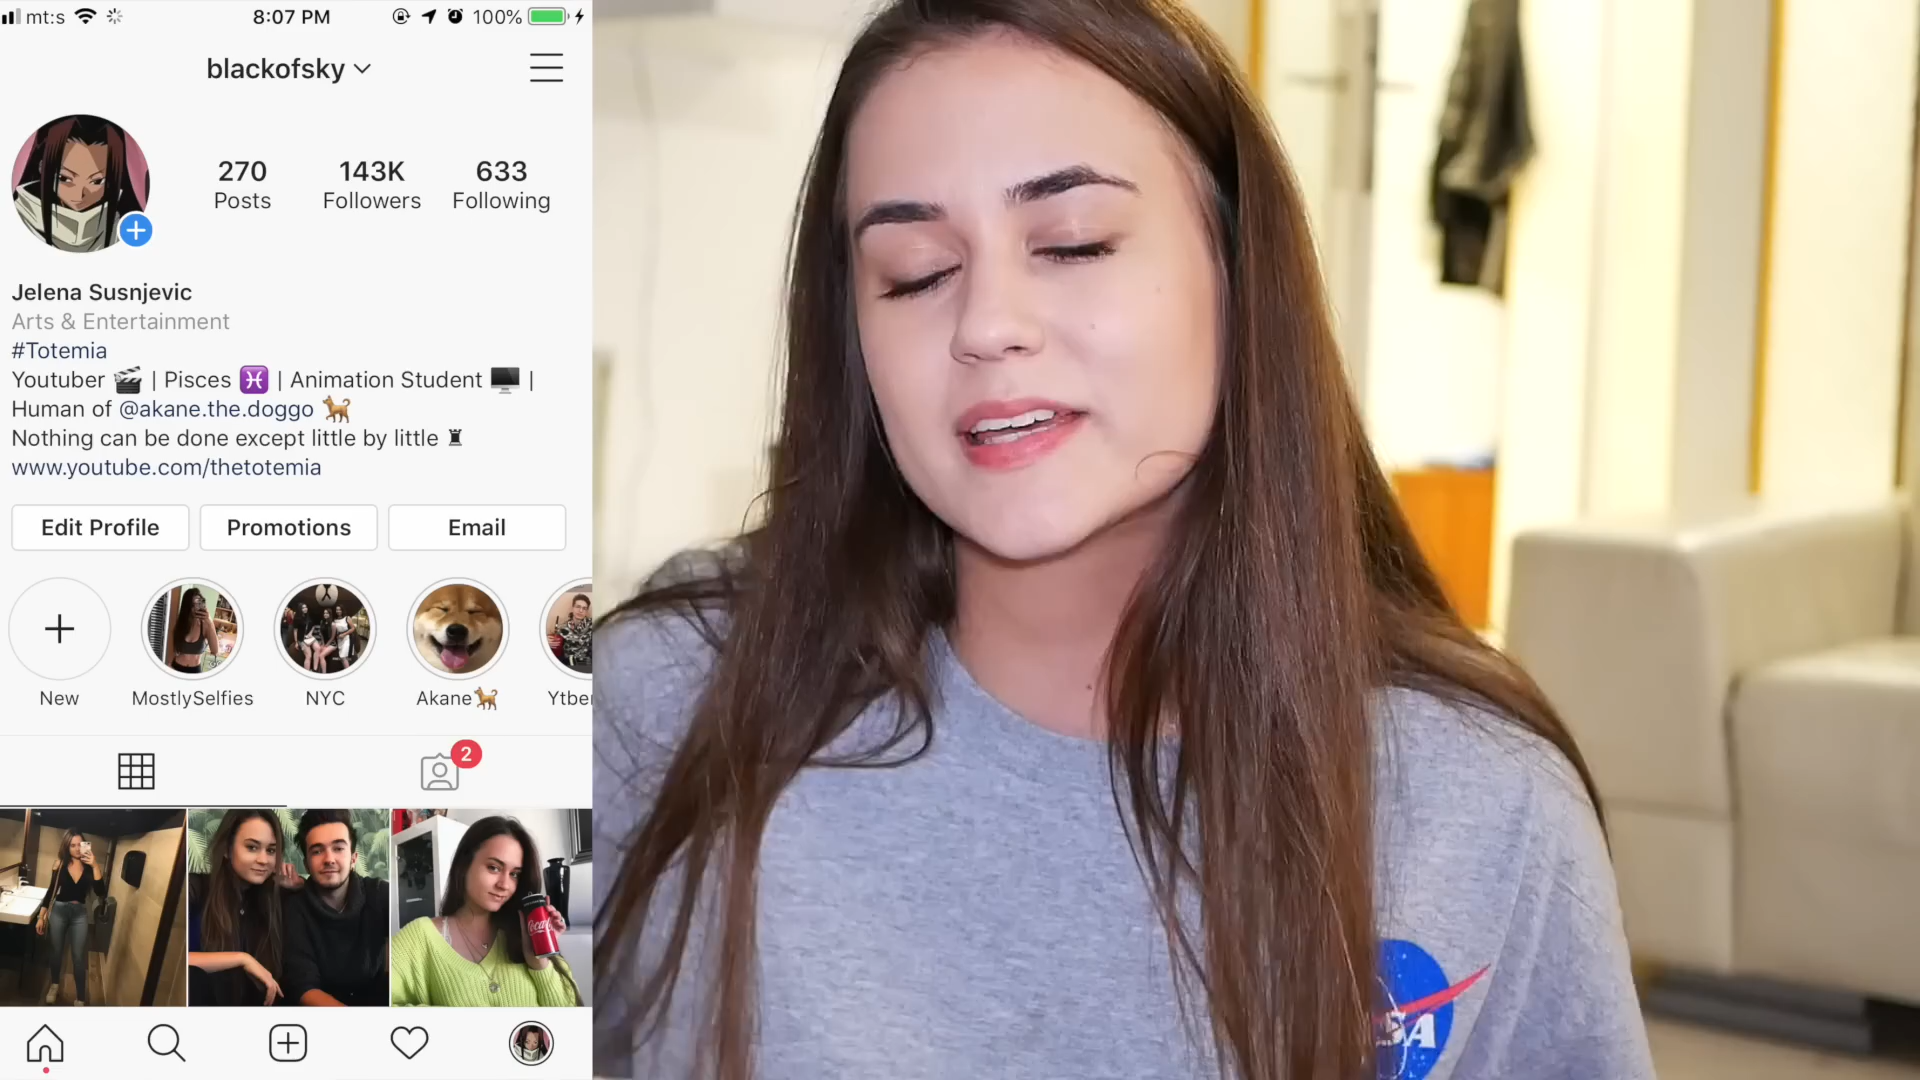 mt:s 8:07 PM 100%
blackofsky
270 143K 633
Posts Followers Following
Jelena Susnjevic
Arts & Entertainment
#Totemia
Youtuber 🎬 | Pisces ♓ | Animation Student 🖥️ |
Human of @akane.the.doggo 🐕
Nothing can be done except little by little ♜
www.youtube.com/thetotemia
Edit Profile Promotions Email
New MostlySelfies NYC Akane🐕 Ytber
2
Coca
SA